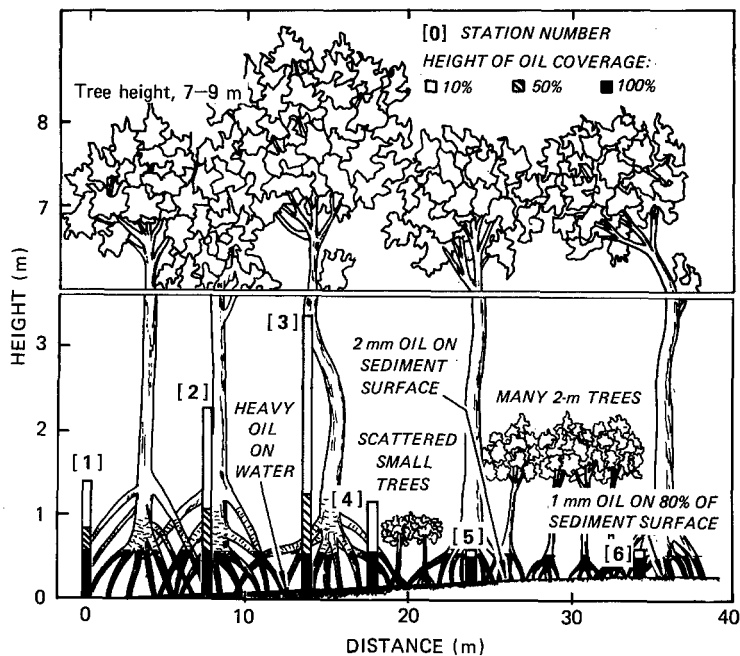 [0] STATION NUMBER
HEIGHT OF OIL COVERAGE:
10% 50% 100%
Tree height, 7–9 m
8
7
HEIGHT (m)
3
2
1
0
[3]
2 mm OIL ON
SEDIMENT
SURFACE
MANY 2-m TREES
[2]
HEAVY
OIL
ON
WATER
SCATTERED
SMALL
TREES
[1]
[4]
1 mm OIL ON 80% OF
SEDIMENT SURFACE
[5]
[6]
0 10 20 30 40
DISTANCE (m)